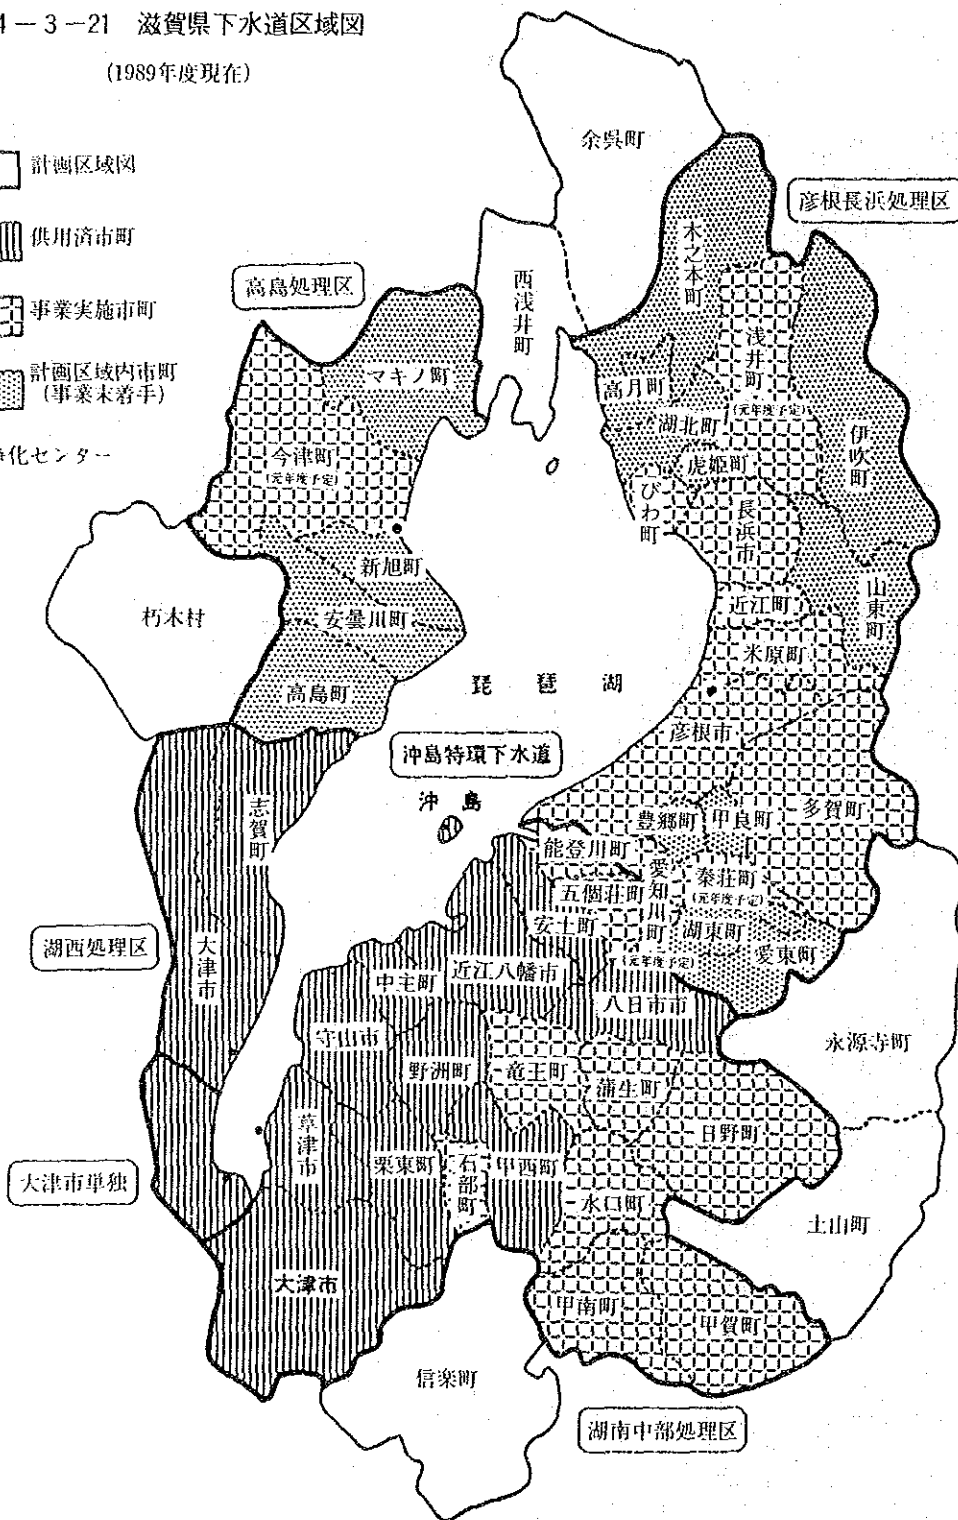 4－3－21 滋賀県下水道区域図
(1989年度現在)
計画区域図
供用済市町
事業実施市町
計画区域内市町
(事業未着手)
化センター
余呉町
彦根長浜処理区
木之本町
西浅井町
高島処理区
浅井町
(元年度予定)
マキノ町
高月町
湖北町
伊吹町
今津町
(元年度予定)
虎姫町
びわ町
長浜市
新旭町
山東町
近江町
朽木村
安曇川町
米原町
高島町
琵琶湖
彦根市
沖島特環下水道
沖島
志賀町
豊郷町
甲良町
多賀町
能登川町
愛知川町
(元年度予定)
秦荘町
(元年度予定)
五個荘町
安土町
湖東町
愛東町
湖西処理区
大津市
中主町
近江八幡市
八日市市
守山市
永源寺町
野洲町
竜王町
蒲生町
草津市
日野町
大津市単独
栗東町
石部町
甲西町
水口町
土山町
大津市
甲南町
甲賀町
信楽町
湖南中部処理区